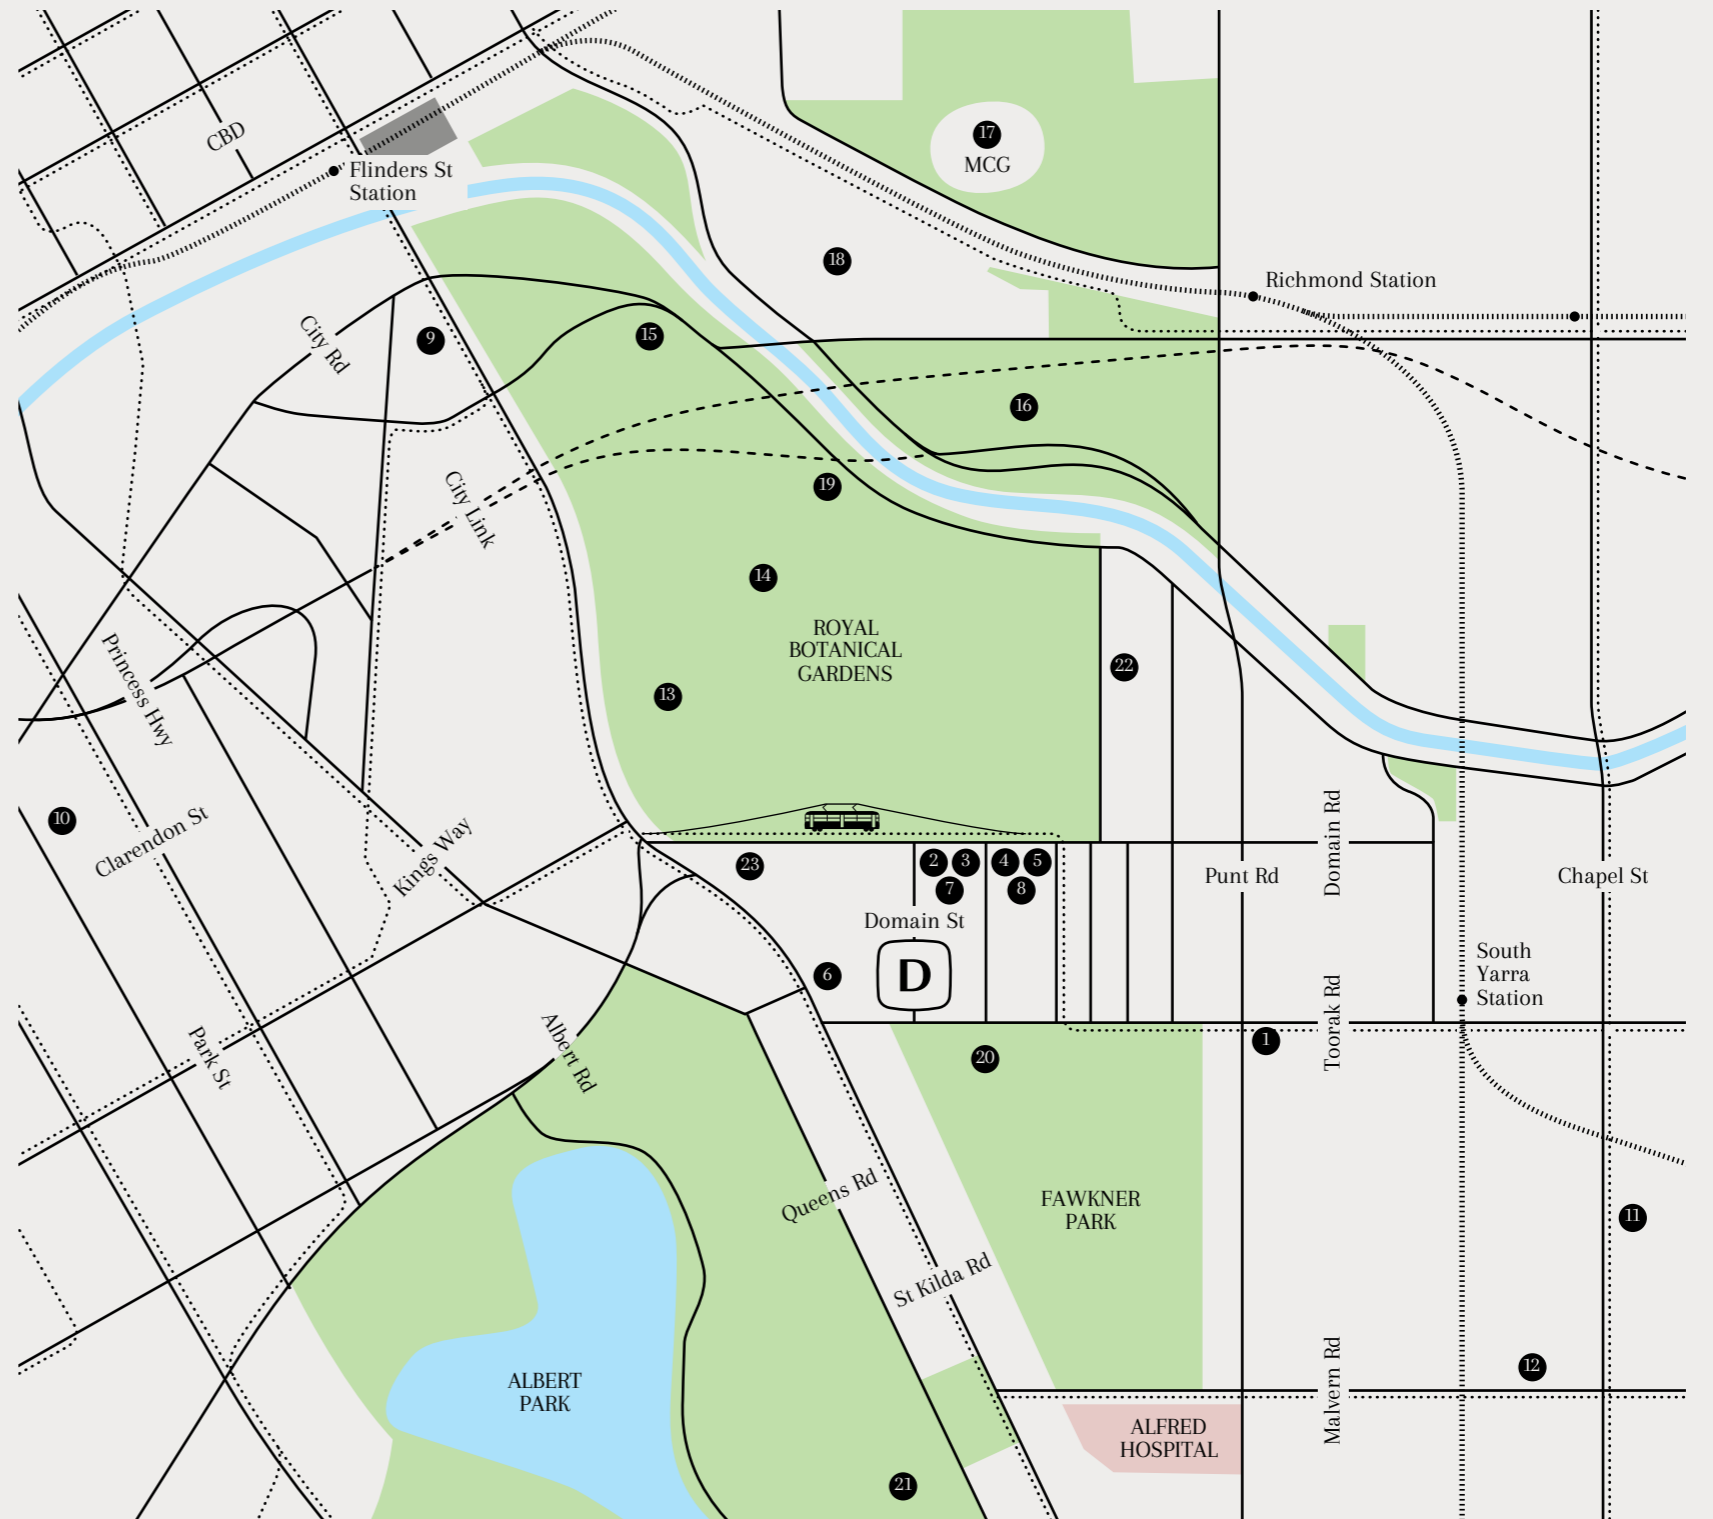 CBD
Flinders St
Station
17
MCG
18
Richmond Station
City Rd
9
15
16
City Link
19
14
ROYAL
BOTANICAL
GARDENS
22
13
Princess Hwy
10
Clarendon St
Kings Way
23
2
3
4
5
7
8
Domain St
D
6
Punt Rd
Domain Rd
Chapel St
South
Yarra
Station
Toorak Rd
1
20
Park St
Albert Rd
Queens Rd
FAWKNER
PARK
11
St Kilda Rd
ALBERT
PARK
12
Malvern Rd
ALFRED
HOSPITAL
21